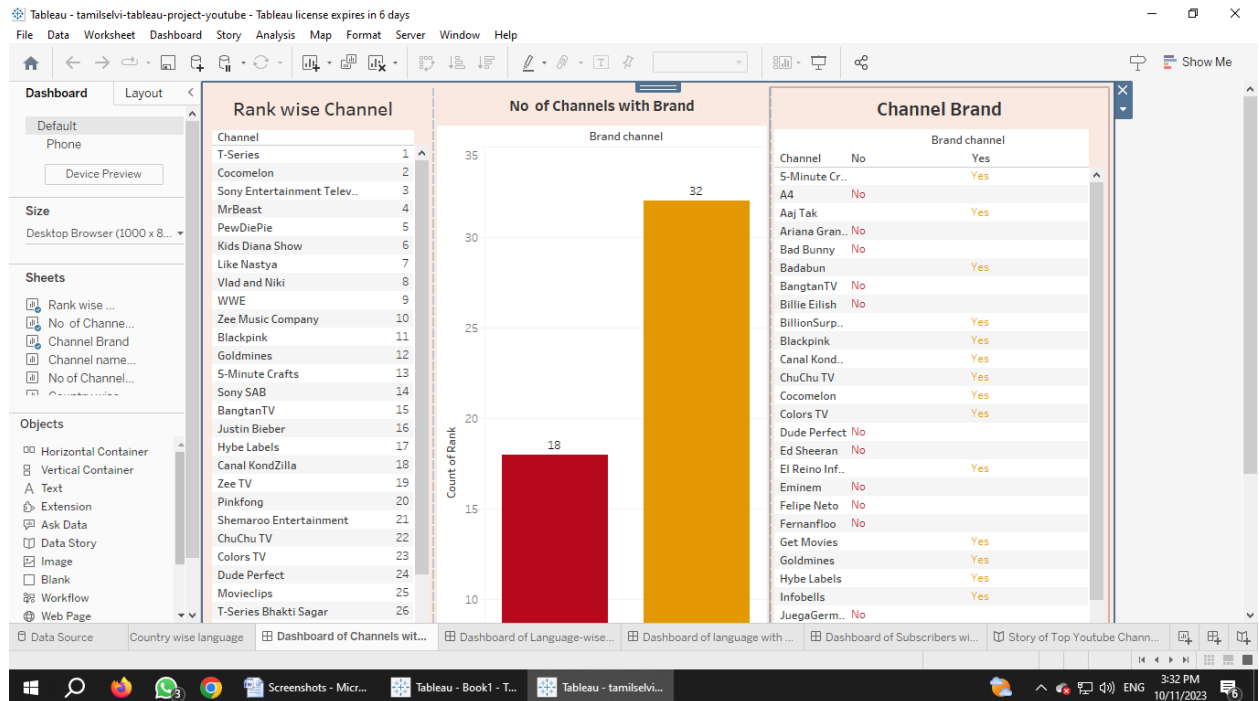 Tableau - tamilselvi-tableau-project-youtube - Tableau license expires in 6 days
File Data Worksheet Dashboard Story Analysis Map Format Server Window Help
Show Me
Dashboard Layout
Default
Phone
Device Preview
Size
Desktop Browser (1000 x 8...
Sheets
Rank wise ...
No of Channe...
Channel Brand
Channel name...
No of Channel...
Objects
Horizontal Container
Vertical Container
Text
Extension
Ask Data
Data Story
Image
Blank
Workflow
Web Page
Rank wise Channel
Channel
T-Series 1
Cocomelon 2
Sony Entertainment Telev.. 3
MrBeast 4
PewDiePie 5
Kids Diana Show 6
Like Nastya 7
Vlad and Niki 8
WWE 9
Zee Music Company 10
Blackpink 11
Goldmines 12
5-Minute Crafts 13
Sony SAB 14
BangtanTV 15
Justin Bieber 16
Hybe Labels 17
Canal KondZilla 18
Zee TV 19
Pinkfong 20
Shemaroo Entertainment 21
ChuChu TV 22
Colors TV 23
Dude Perfect 24
Movieclips 25
T-Series Bhakti Sagar 26
No of Channels with Brand
Brand channel
35
30
25
20
15
10
Count of Rank
18
32
Channel Brand
Brand channel
Channel No Yes
5-Minute Cr.. Yes
A4 No
Aaj Tak Yes
Ariana Gran.. No
Bad Bunny No
Badabun Yes
BangtanTV No
Billie Eilish No
BillionSurp.. Yes
Blackpink Yes
Canal Kond.. Yes
ChuChu TV Yes
Cocomelon Yes
Colors TV Yes
Dude Perfect No
Ed Sheeran No
El Reino Inf.. Yes
Eminem No
Felipe Neto No
Fernanfloo No
Get Movies Yes
Goldmines Yes
Hybe Labels Yes
Infobells Yes
JuegaGerm.. No
Data Source Country wise language Dashboard of Channels wit... Dashboard of Language-wise... Dashboard of language with ... Dashboard of Subscribers wi... Story of Top Youtube Chann...
3 Screenshots - Micr... Tableau - Book1 - T... Tableau - tamilselvi... ENG 3:32 PM
10/11/2023 6